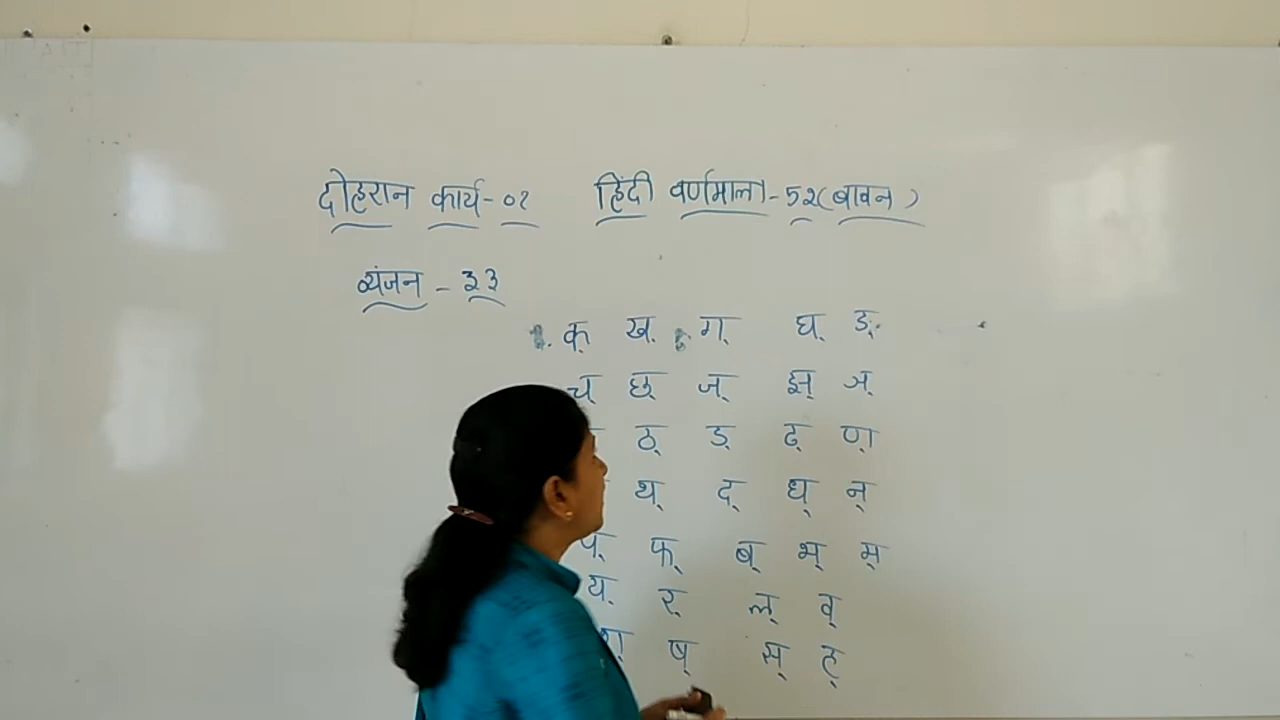 दोहरान कार्य - ०१ हिंदी वर्णमाला - ५२ (बावन)
व्यंजन - ३३
क् ख् ग् घ् ङ्
च् छ् ज् झ् ञ्
ठ् ड् ढ् ण्
थ् द् ध् न्
प् फ् ब् भ् म्
य् र् ल् व्
श् ष् स् ह्